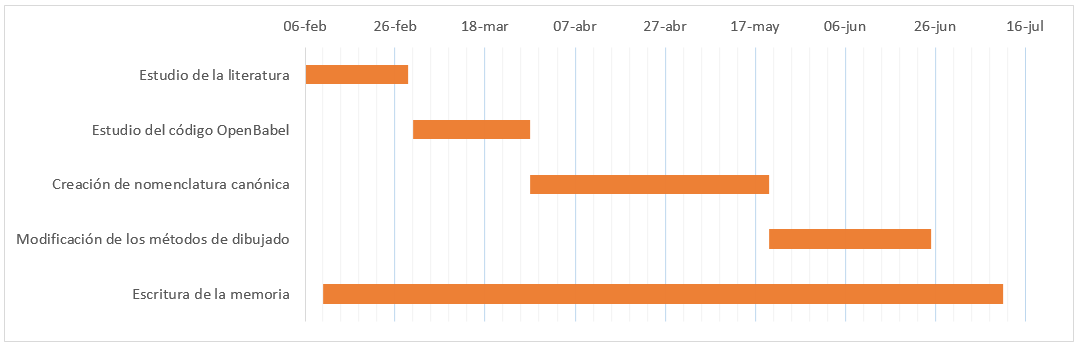 06-feb 26-feb 18-mar 07-abr 27-abr 17-may 06-jun 26-jun 16-jul
Estudio de la literatura
Estudio del código OpenBabel
Creación de nomenclatura canónica
Modificación de los métodos de dibujado
Escritura de la memoria